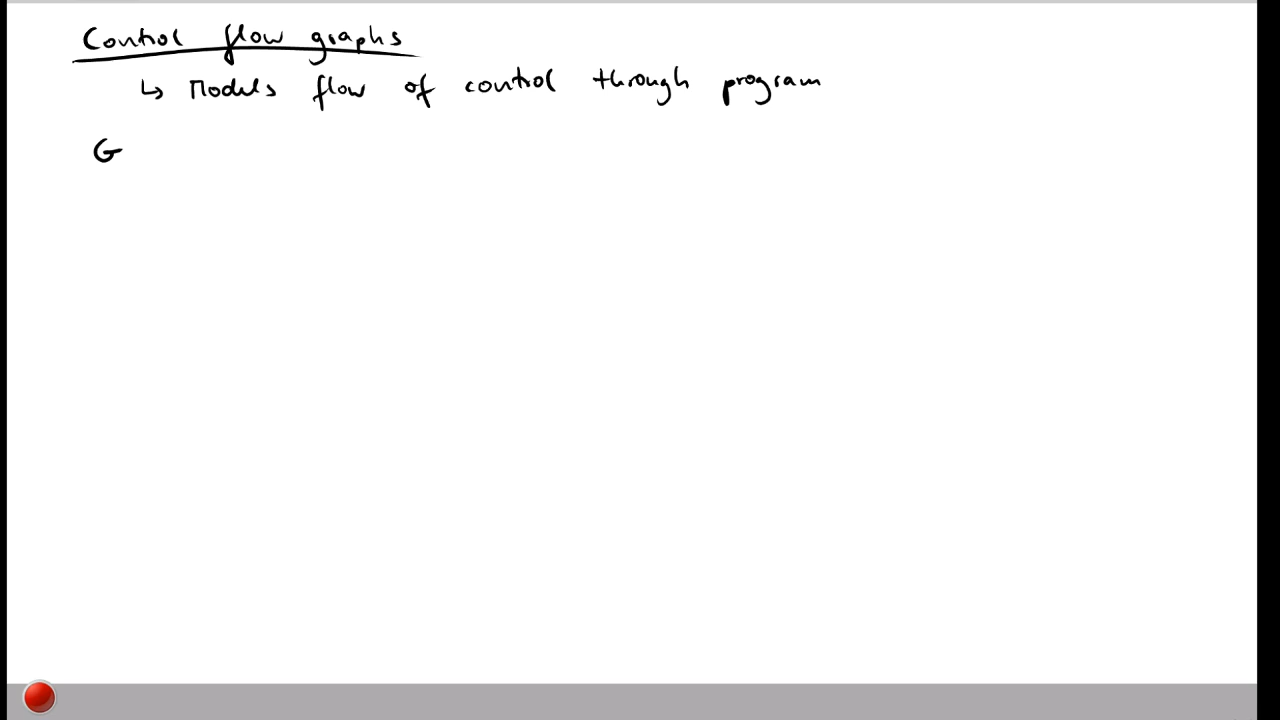 Control flow graphs
↳ Models flow of control through program
G